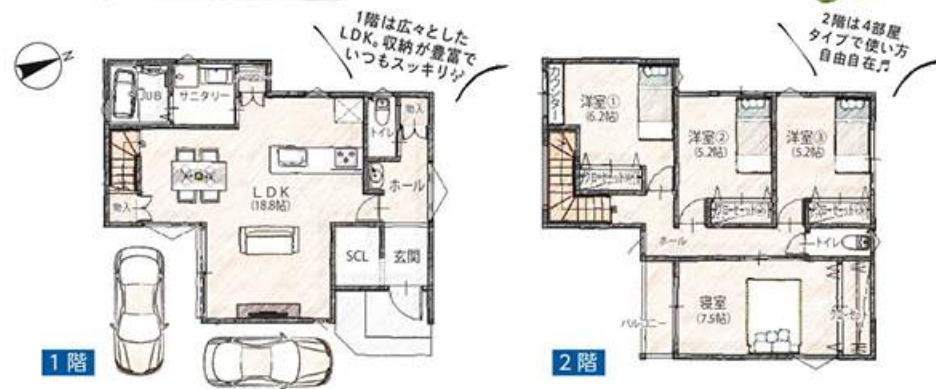 1階は広々とした
LDK。収納が豊富で
いつもスッキリ♪
2階は4部屋
タイプで使い方
自由自在♬
N
UB
サニタリー
トイレ
物入
ホール
LDK
(18.8帖)
物入
SCL
玄関
1階
カウンター
洋室①
(6.2帖)
洋室②
(5.2帖)
洋室③
(5.2帖)
クローゼット
クローゼット
クローゼット
ホール
トイレ
寝室
(7.5帖)
バルコニー
クローゼット
2階